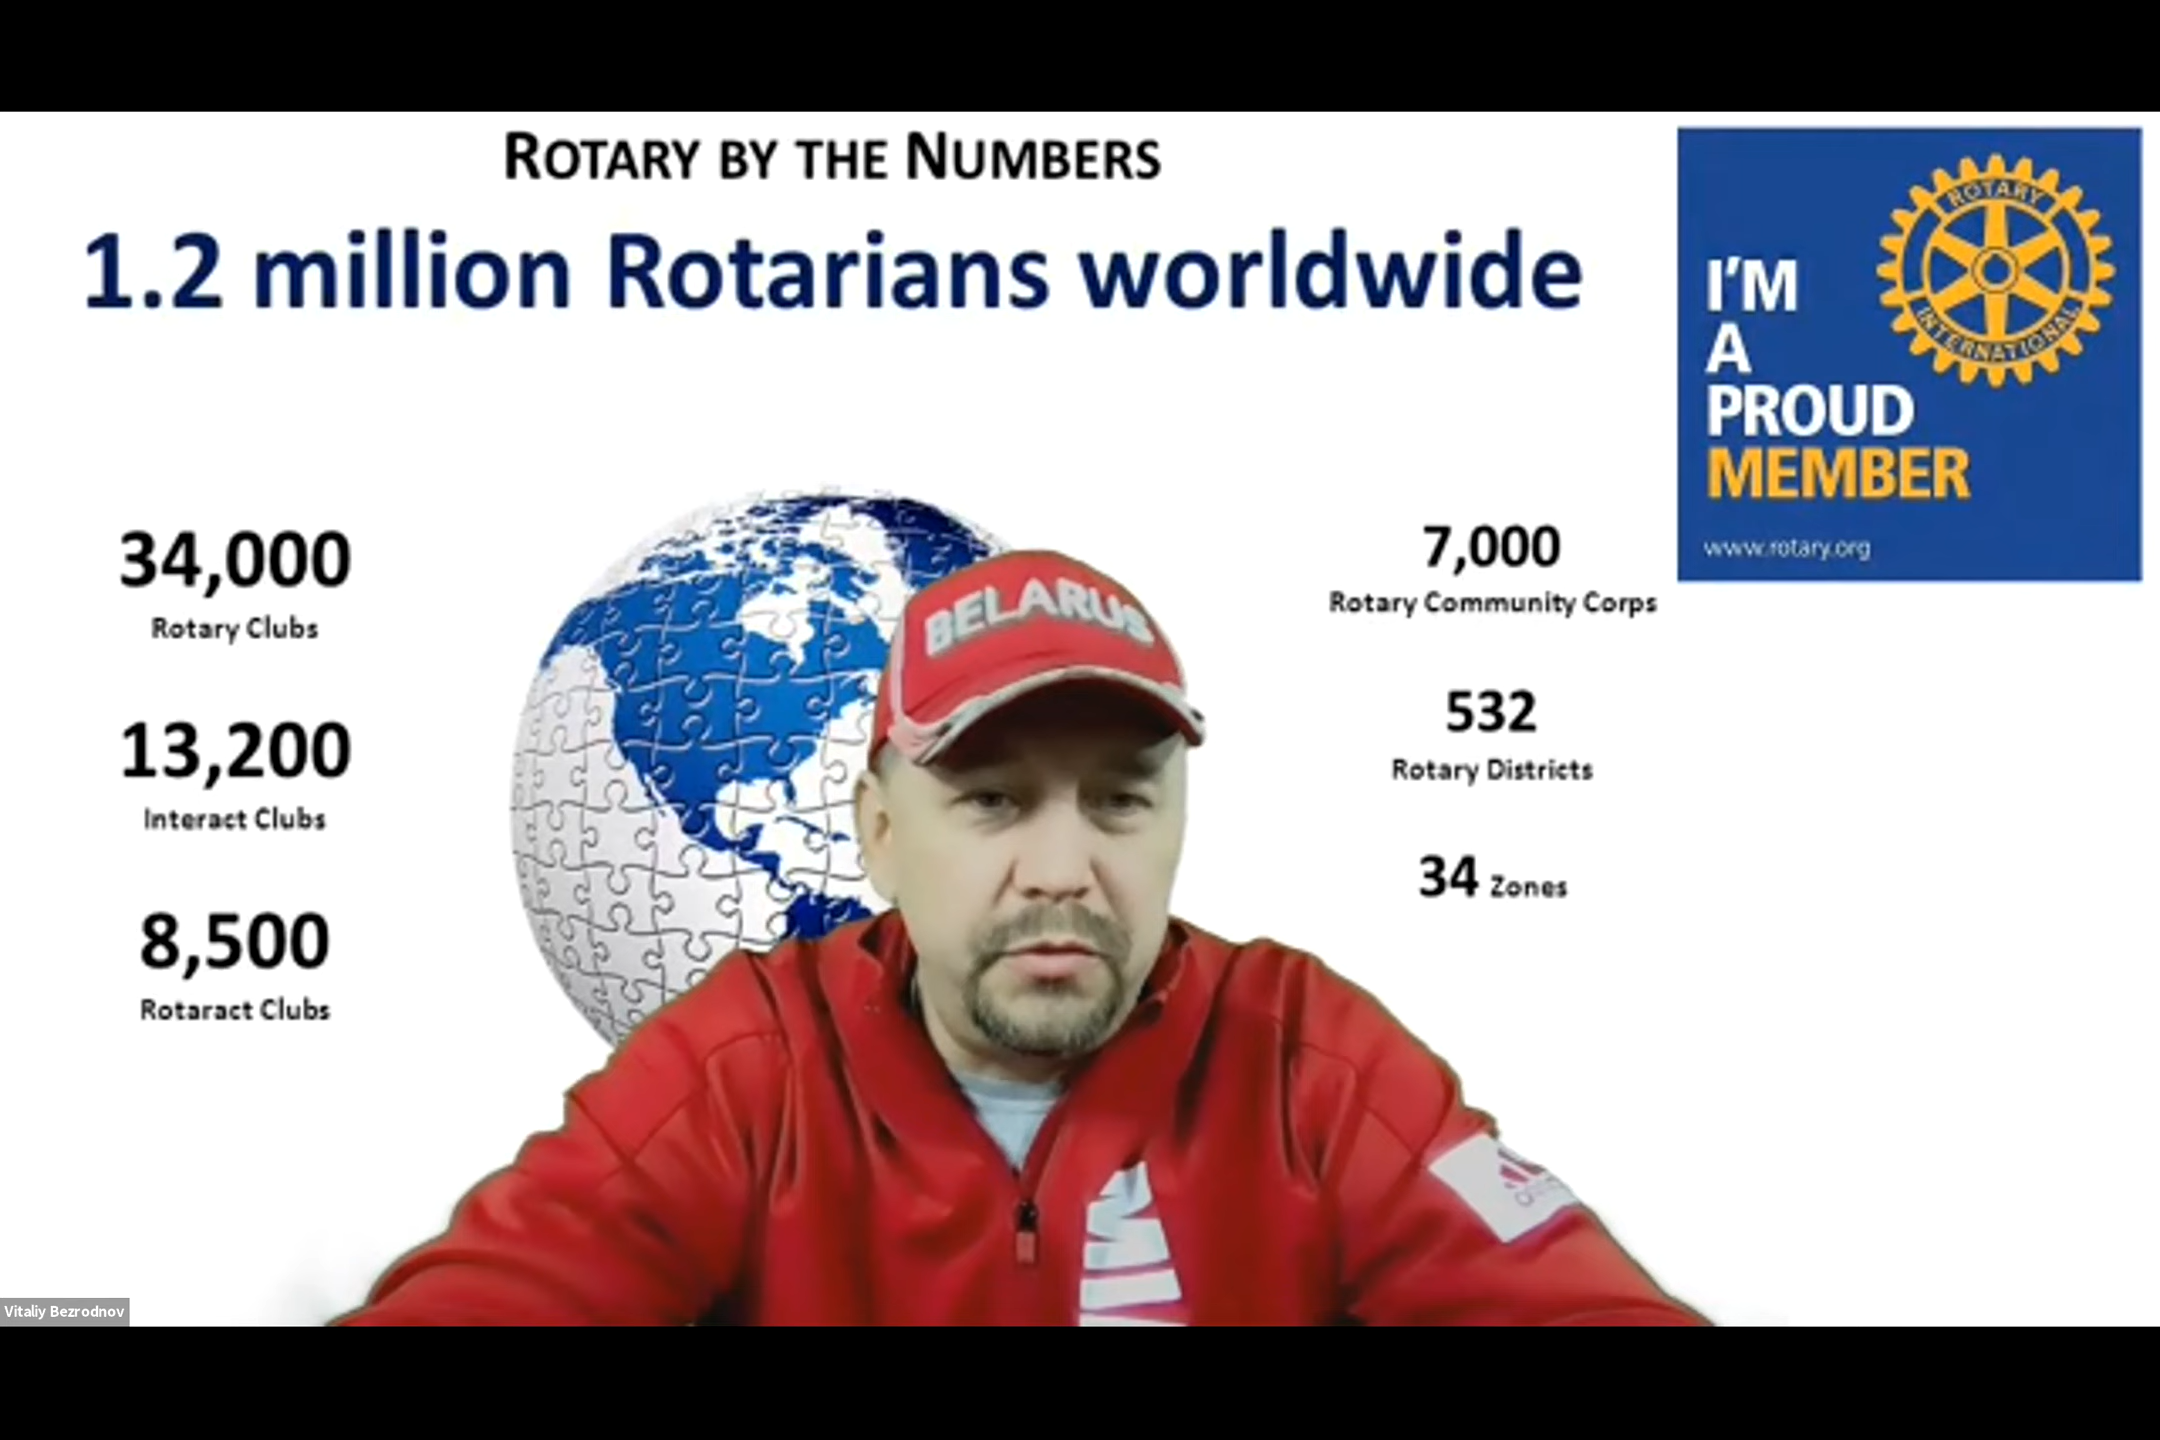 ROTARY BY THE NUMBERS
1.2 million Rotarians worldwide
ROTARY
INTERNATIONAL
I'M
A
PROUD
MEMBER
www.rotary.org
34,000
Rotary Clubs
13,200
Interact Clubs
8,500
Rotaract Clubs
BELARUS
7,000
Rotary Community Corps
532
Rotary Districts
34 Zones
Vitaliy Bezrodnov